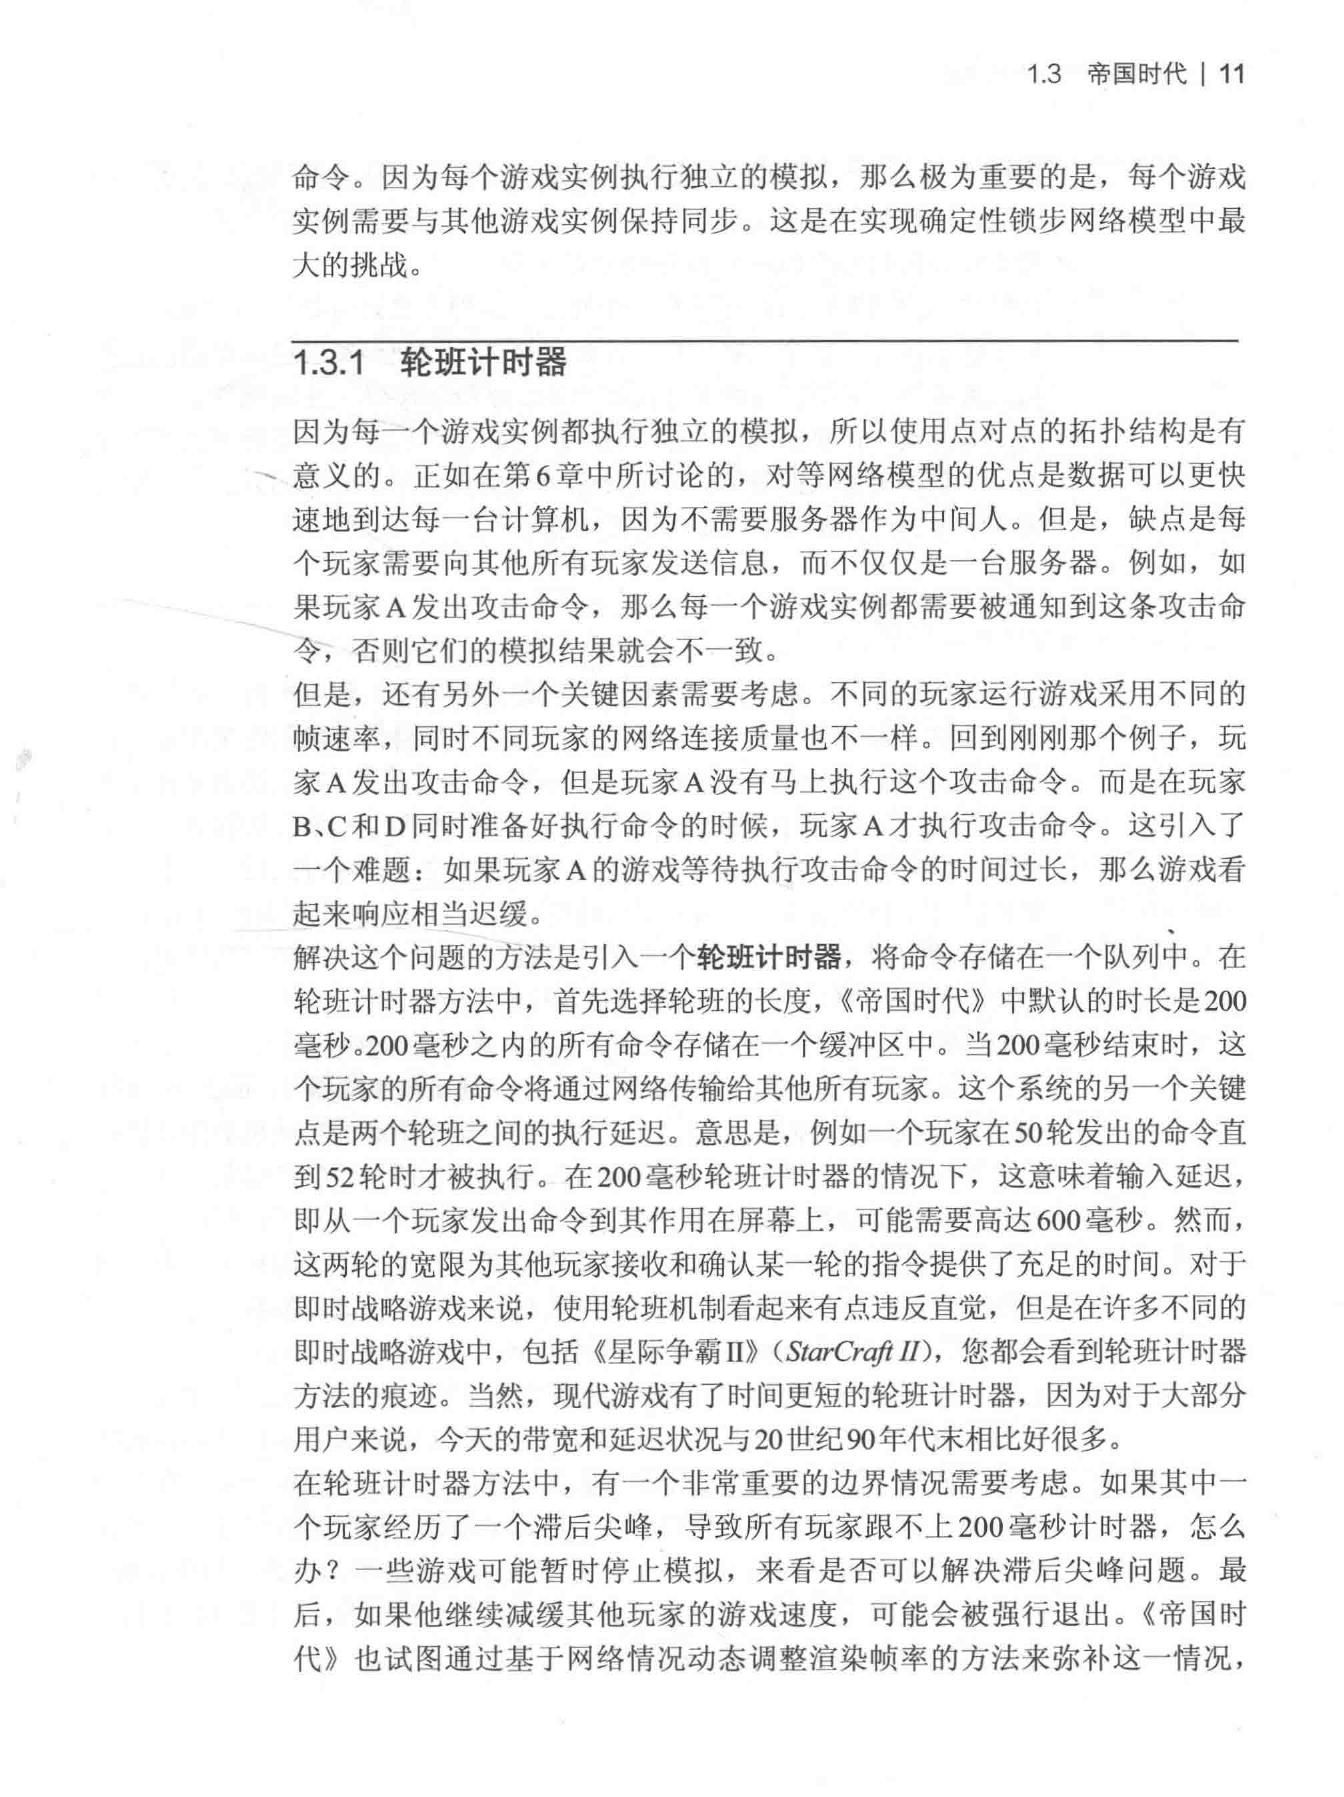 1.3 帝国时代 | 11
命令。因为每个游戏实例执行独立的模拟，那么极为重要的是，每个游戏
实例需要与其他游戏实例保持同步。这是在实现确定性锁步网络模型中最
大的挑战。
1.3.1 轮班计时器
因为每一个游戏实例都执行独立的模拟，所以使用点对点的拓扑结构是有
意义的。正如在第6章中所讨论的，对等网络模型的优点是数据可以更快
速地到达每一台计算机，因为不需要服务器作为中间人。但是，缺点是每
个玩家需要向其他所有玩家发送信息，而不仅仅是一台服务器。例如，如
果玩家A发出攻击命令，那么每一个游戏实例都需要被通知到这条攻击命
令，否则它们的模拟结果就会不一致。
但是，还有另外一个关键因素需要考虑。不同的玩家运行游戏采用不同的
帧速率，同时不同玩家的网络连接质量也不一样。回到刚刚那个例子，玩
家A发出攻击命令，但是玩家A没有马上执行这个攻击命令。而是在玩家
B、C和D同时准备好执行命令的时候，玩家A才执行攻击命令。这引入了
一个难题：如果玩家A的游戏等待执行攻击命令的时间过长，那么游戏看
起来响应相当迟缓。
解决这个问题的方法是引入一个轮班计时器，将命令存储在一个队列中。在
轮班计时器方法中，首先选择轮班的长度，《帝国时代》中默认的时长是200
毫秒。200毫秒之内的所有命令存储在一个缓冲区中。当200毫秒结束时，这
个玩家的所有命令将通过网络传输给其他所有玩家。这个系统的另一个关键
点是两个轮班之间的执行延迟。意思是，例如一个玩家在50轮发出的命令直
到52轮时才被执行。在200毫秒轮班计时器的情况下，这意味着输入延迟，
即从一个玩家发出命令到其作用在屏幕上，可能需要高达600毫秒。然而，
这两轮的宽限为其他玩家接收和确认某一轮的指令提供了充足的时间。对于
即时战略游戏来说，使用轮班机制看起来有点违反直觉，但是在许多不同的
即时战略游戏中，包括《星际争霸II》（StarCraft II），您都会看到轮班计时器
方法的痕迹。当然，现代游戏有了时间更短的轮班计时器，因为对于大部分
用户来说，今天的带宽和延迟状况与20世纪90年代末相比好很多。
在轮班计时器方法中，有一个非常重要的边界情况需要考虑。如果其中一
个玩家经历了一个滞后尖峰，导致所有玩家跟不上200毫秒计时器，怎么
办？一些游戏可能暂时停止模拟，来看是否可以解决滞后尖峰问题。最
后，如果他继续减缓其他玩家的游戏速度，可能会被强行退出。《帝国时
代》也试图通过基于网络情况动态调整渲染帧率的方法来弥补这一情况，